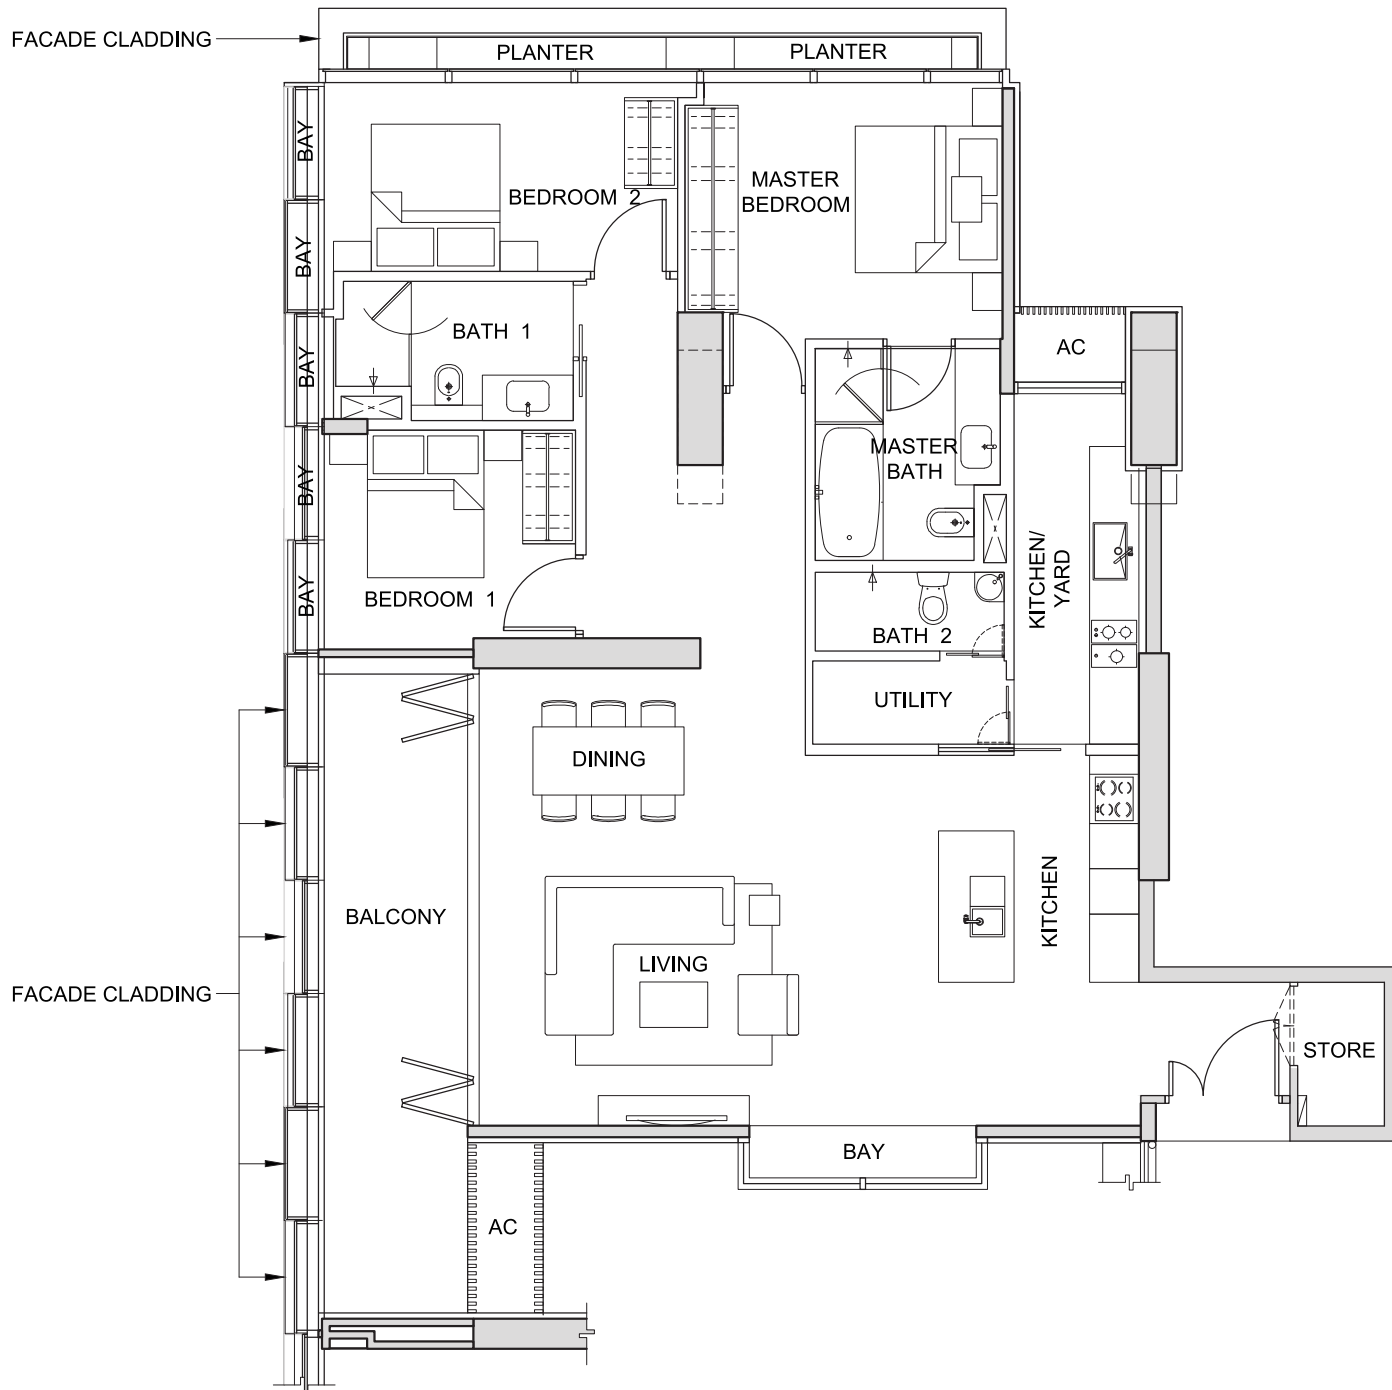 FACADE CLADDING
PLANTER
PLANTER
BAY
BAY
BAY
BAY
BAY
BEDROOM 2
MASTER
BEDROOM
BATH 1
AC
MASTER
BATH
KITCHEN/
YARD
BEDROOM 1
BATH 2
UTILITY
DINING
KITCHEN
BALCONY
LIVING
FACADE CLADDING
STORE
BAY
AC